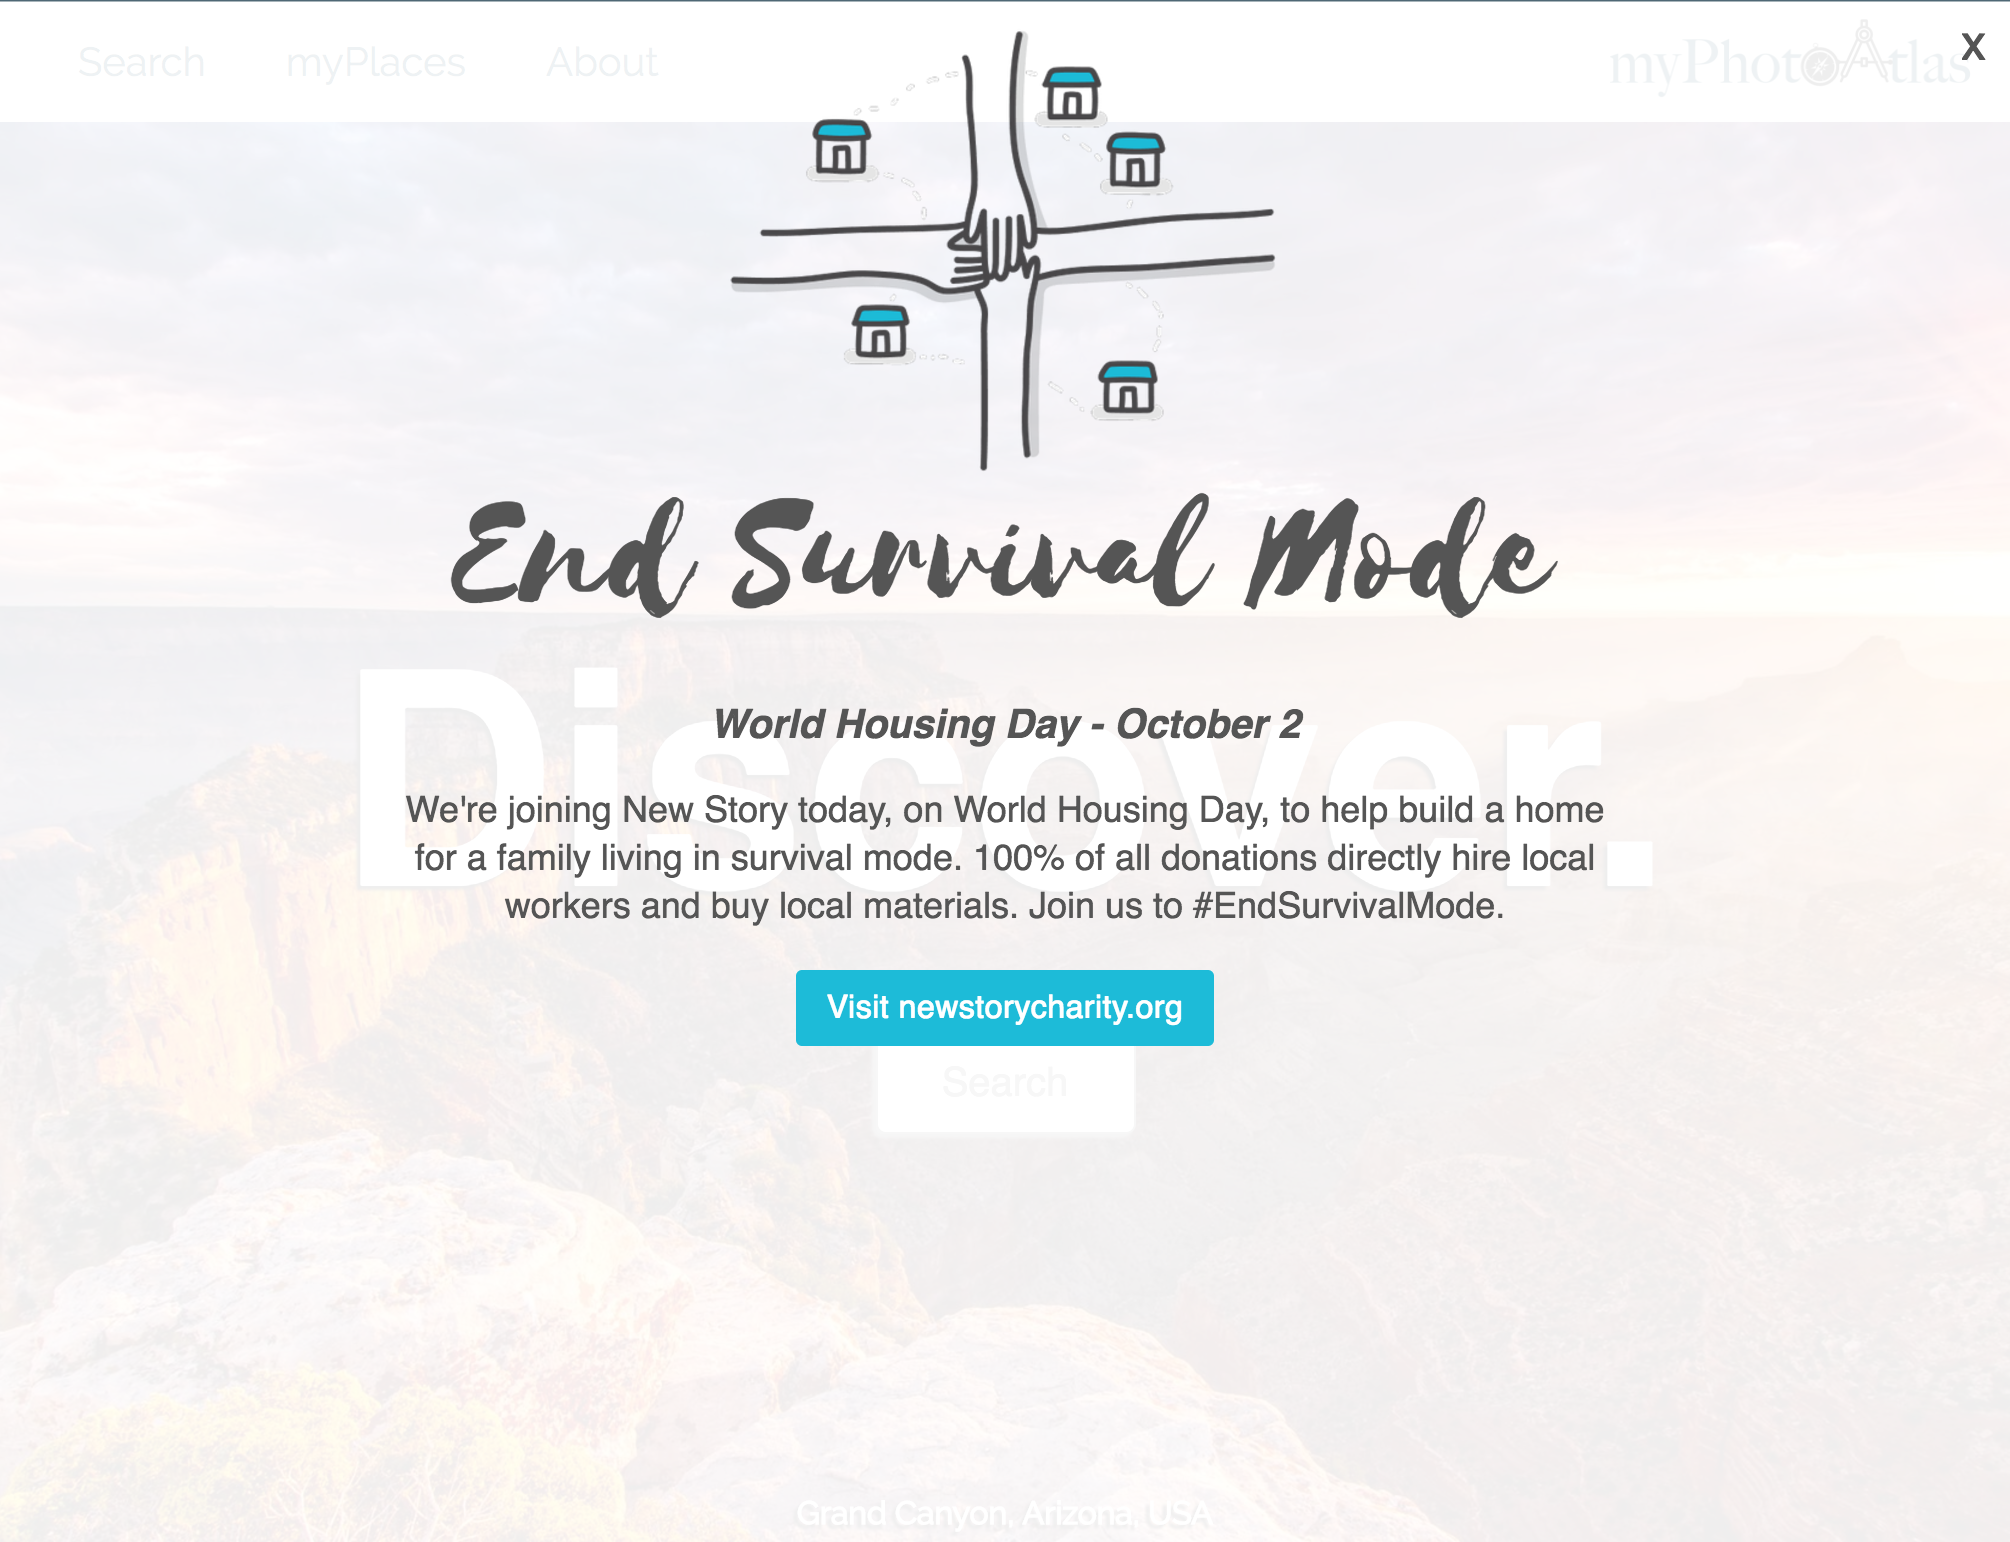 Search myPlaces About myPhotoAtlas X
End Survival Mode
Discover.
World Housing Day - October 2
We're joining New Story today, on World Housing Day, to help build a home
for a family living in survival mode. 100% of all donations directly hire local
workers and buy local materials. Join us to #EndSurvivalMode.
Visit newstorycharity.org
Search
Grand Canyon, Arizona, USA